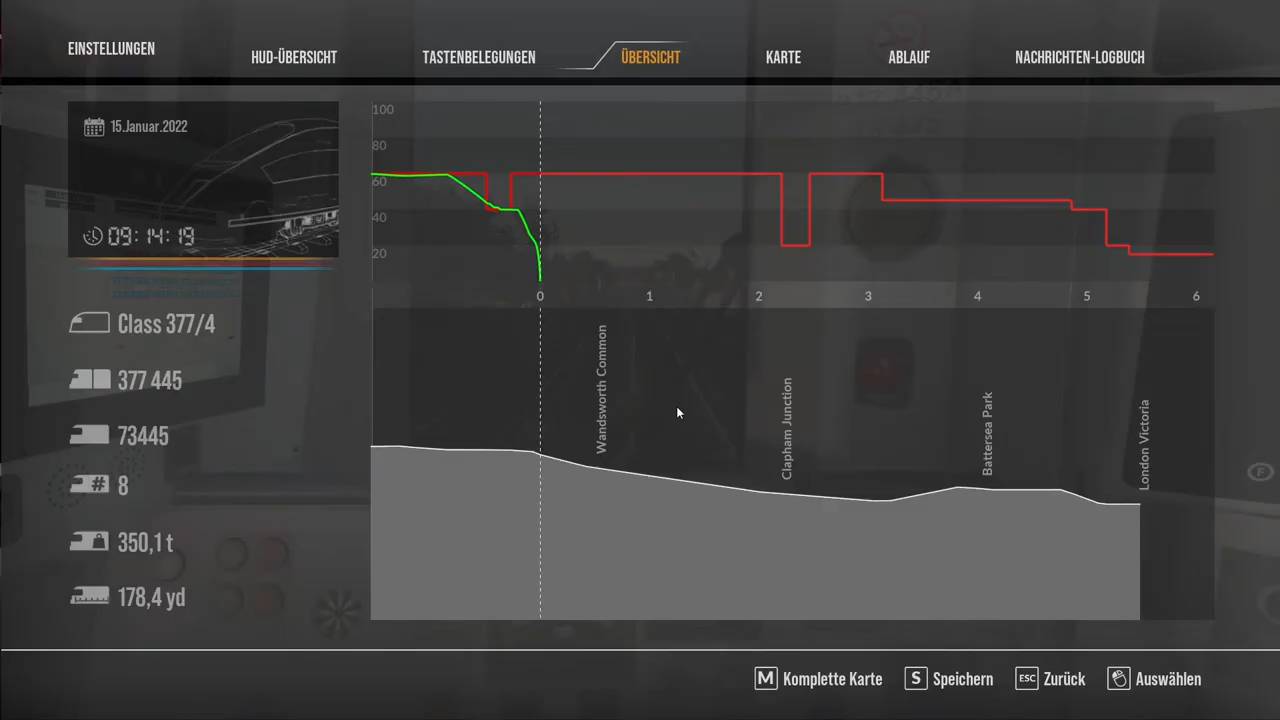 EINSTELLUNGEN
HUD-ÜBERSICHT
TASTENBELEGUNGEN
ÜBERSICHT
KARTE
ABLAUF
NACHRICHTEN-LOGBUCH
15.Januar.2022
09:14:19
Class 377/4
377 445
73445
# 8
350,1 t
178,4 yd
100
80
60
40
20
0 1 2 3 4 5 6
Wandsworth Common
Clapham Junction
Battersea Park
London Victoria
F
M Komplette Karte
S Speichern
ESC Zurück
Auswählen